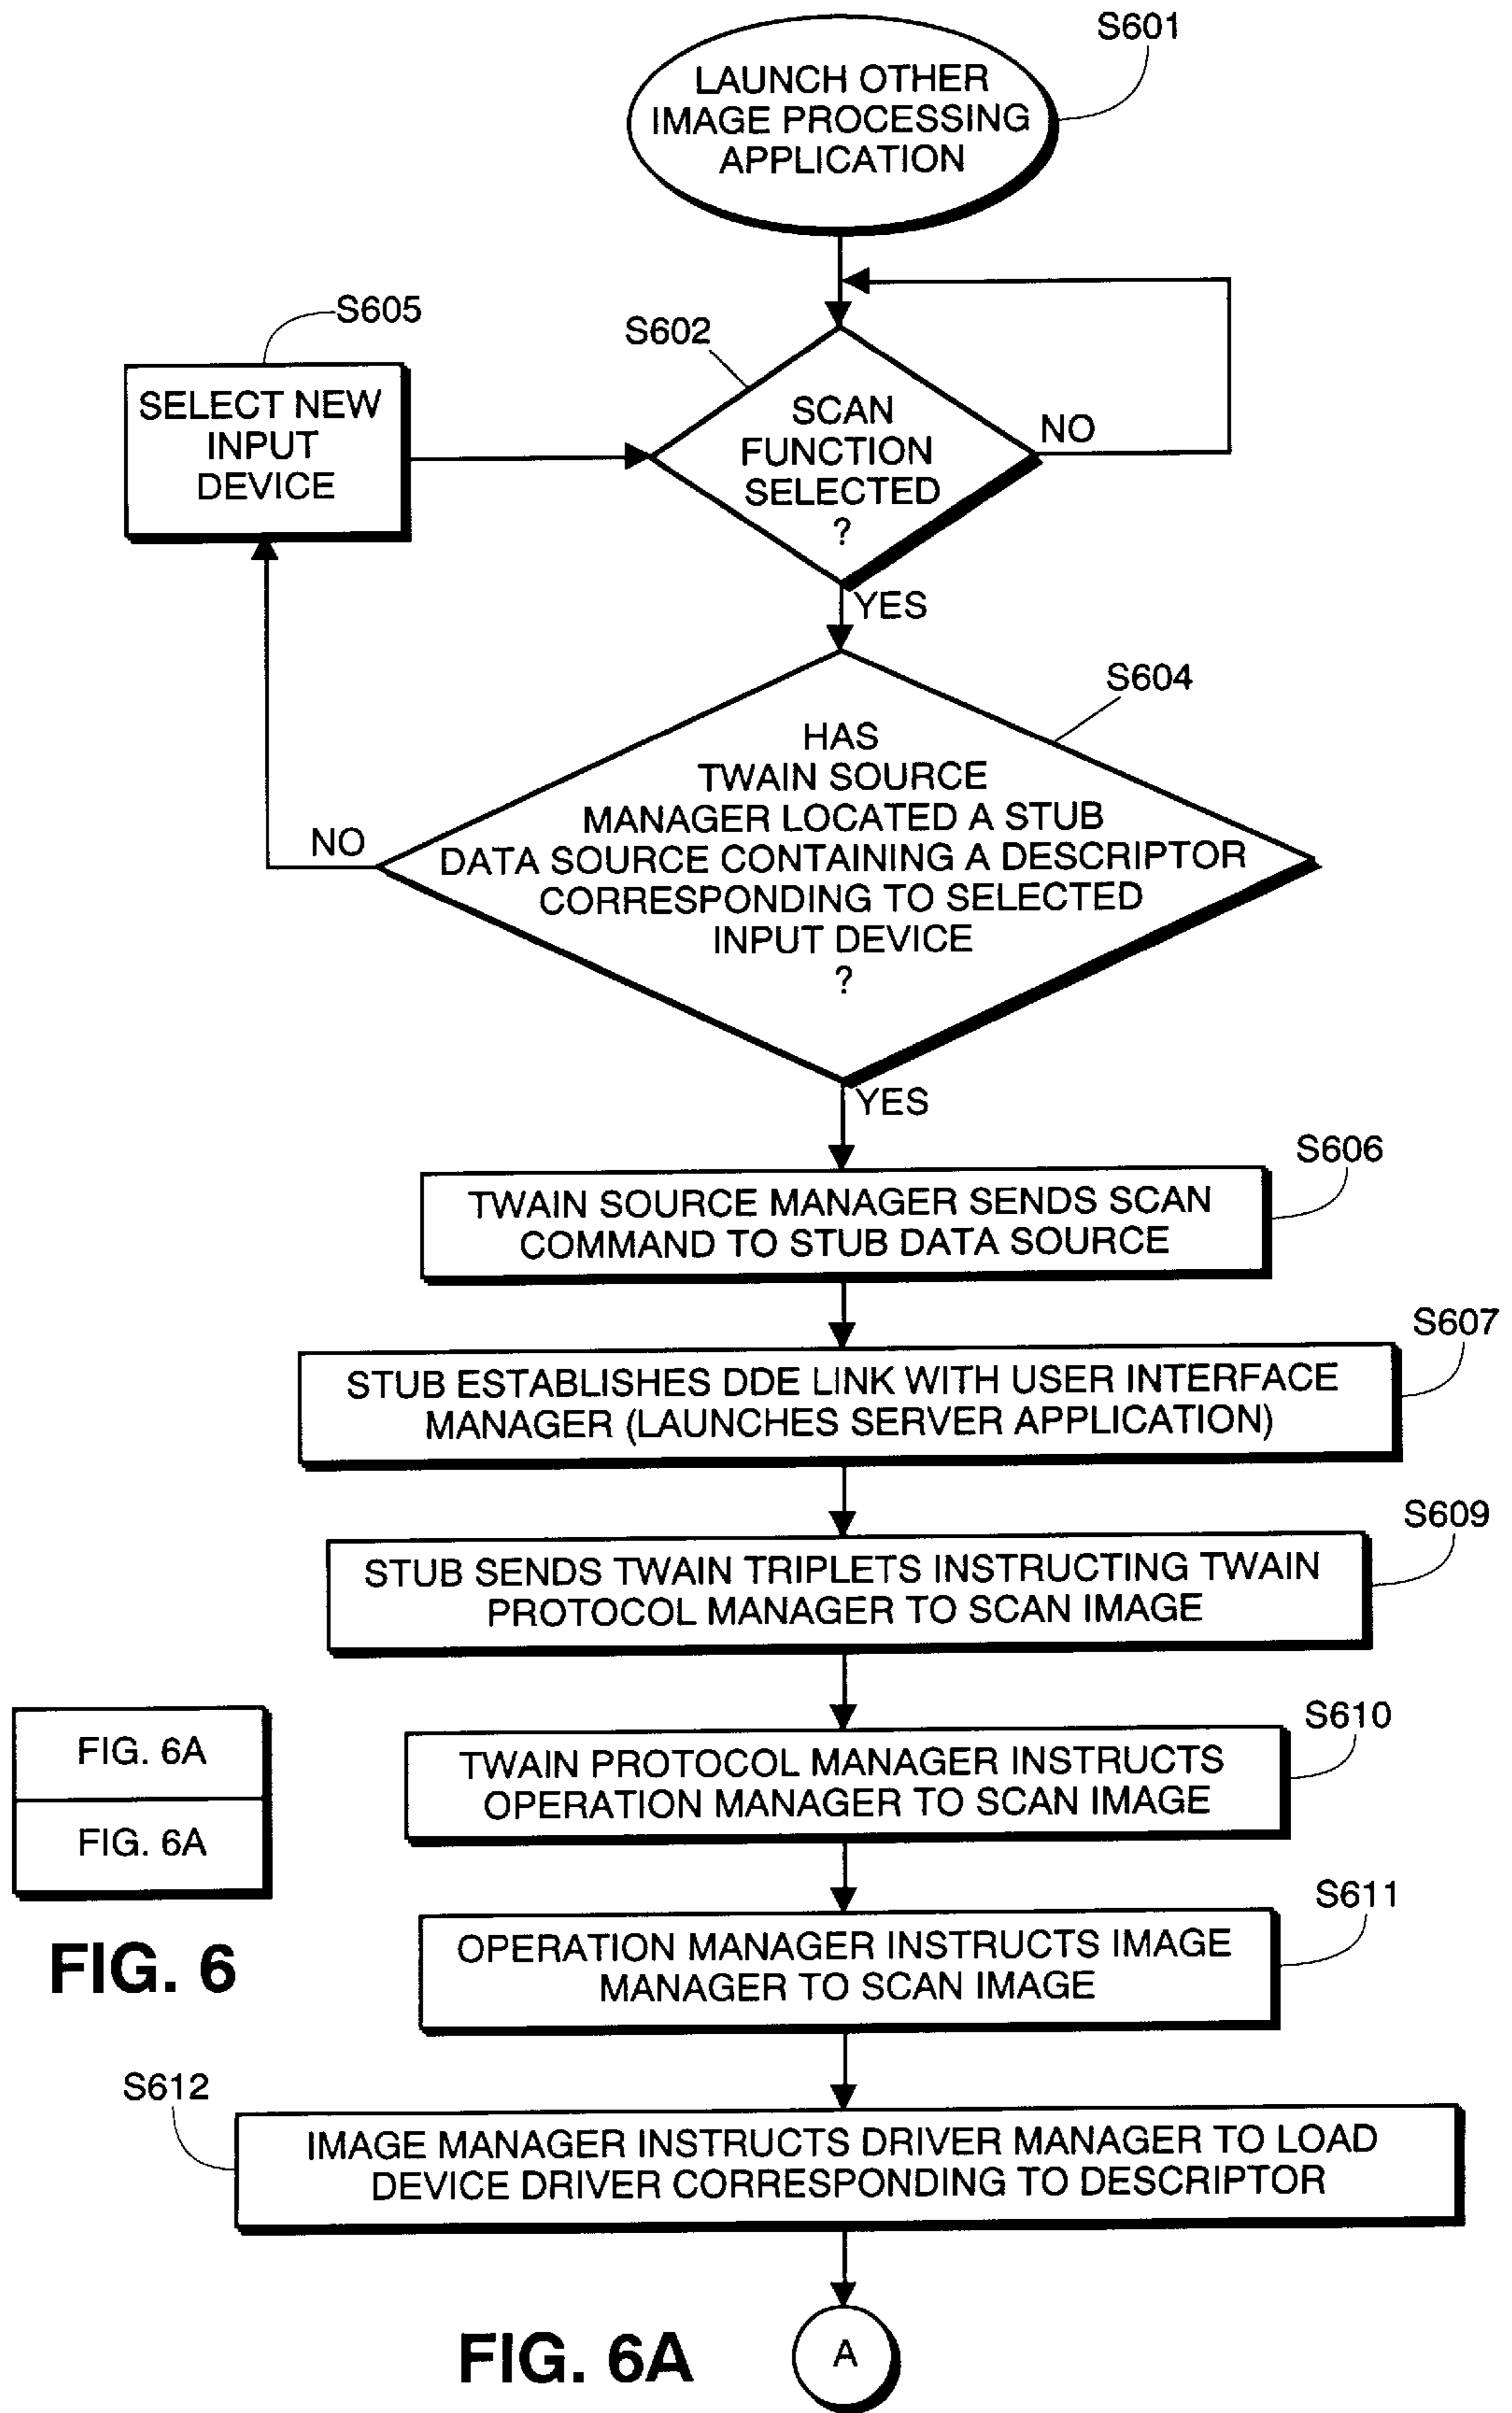 S601
LAUNCH OTHER
IMAGE PROCESSING
APPLICATION
S605
SELECT NEW
INPUT
DEVICE
S602
SCAN
FUNCTION
SELECTED
?
NO
YES
S604
HAS
TWAIN SOURCE
MANAGER LOCATED A STUB
DATA SOURCE CONTAINING A DESCRIPTOR
CORRESPONDING TO SELECTED
INPUT DEVICE
?
NO
YES
S606
TWAIN SOURCE MANAGER SENDS SCAN
COMMAND TO STUB DATA SOURCE
S607
STUB ESTABLISHES DDE LINK WITH USER INTERFACE
MANAGER (LAUNCHES SERVER APPLICATION)
S609
STUB SENDS TWAIN TRIPLETS INSTRUCTING TWAIN
PROTOCOL MANAGER TO SCAN IMAGE
S610
TWAIN PROTOCOL MANAGER INSTRUCTS
OPERATION MANAGER TO SCAN IMAGE
FIG. 6A
FIG. 6A
FIG. 6
S611
OPERATION MANAGER INSTRUCTS IMAGE
MANAGER TO SCAN IMAGE
S612
IMAGE MANAGER INSTRUCTS DRIVER MANAGER TO LOAD
DEVICE DRIVER CORRESPONDING TO DESCRIPTOR
FIG. 6A
A